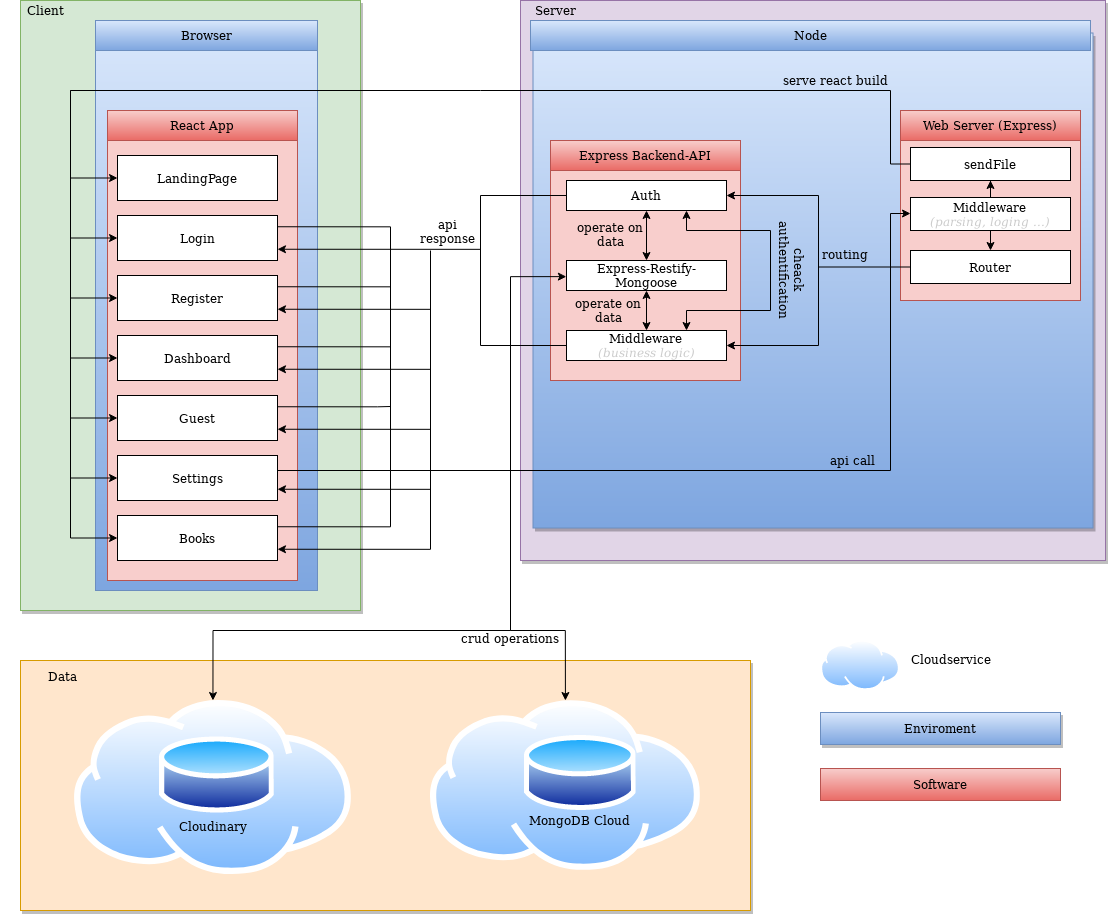 Client
Browser
React App
LandingPage
Login
Register
Dashboard
Guest
Settings
Books
api
response
Server
Node
serve react build
Express Backend-API
Auth
operate on
data
Express-Restify-
Mongoose
operate on
data
Middleware
(business logic)
cheack
authentification
routing
Web Server (Express)
sendFile
Middleware
(parsing, loging ...)
Router
api call
crud operations
Data
Cloudinary
MongoDB Cloud
Cloudservice
Enviroment
Software